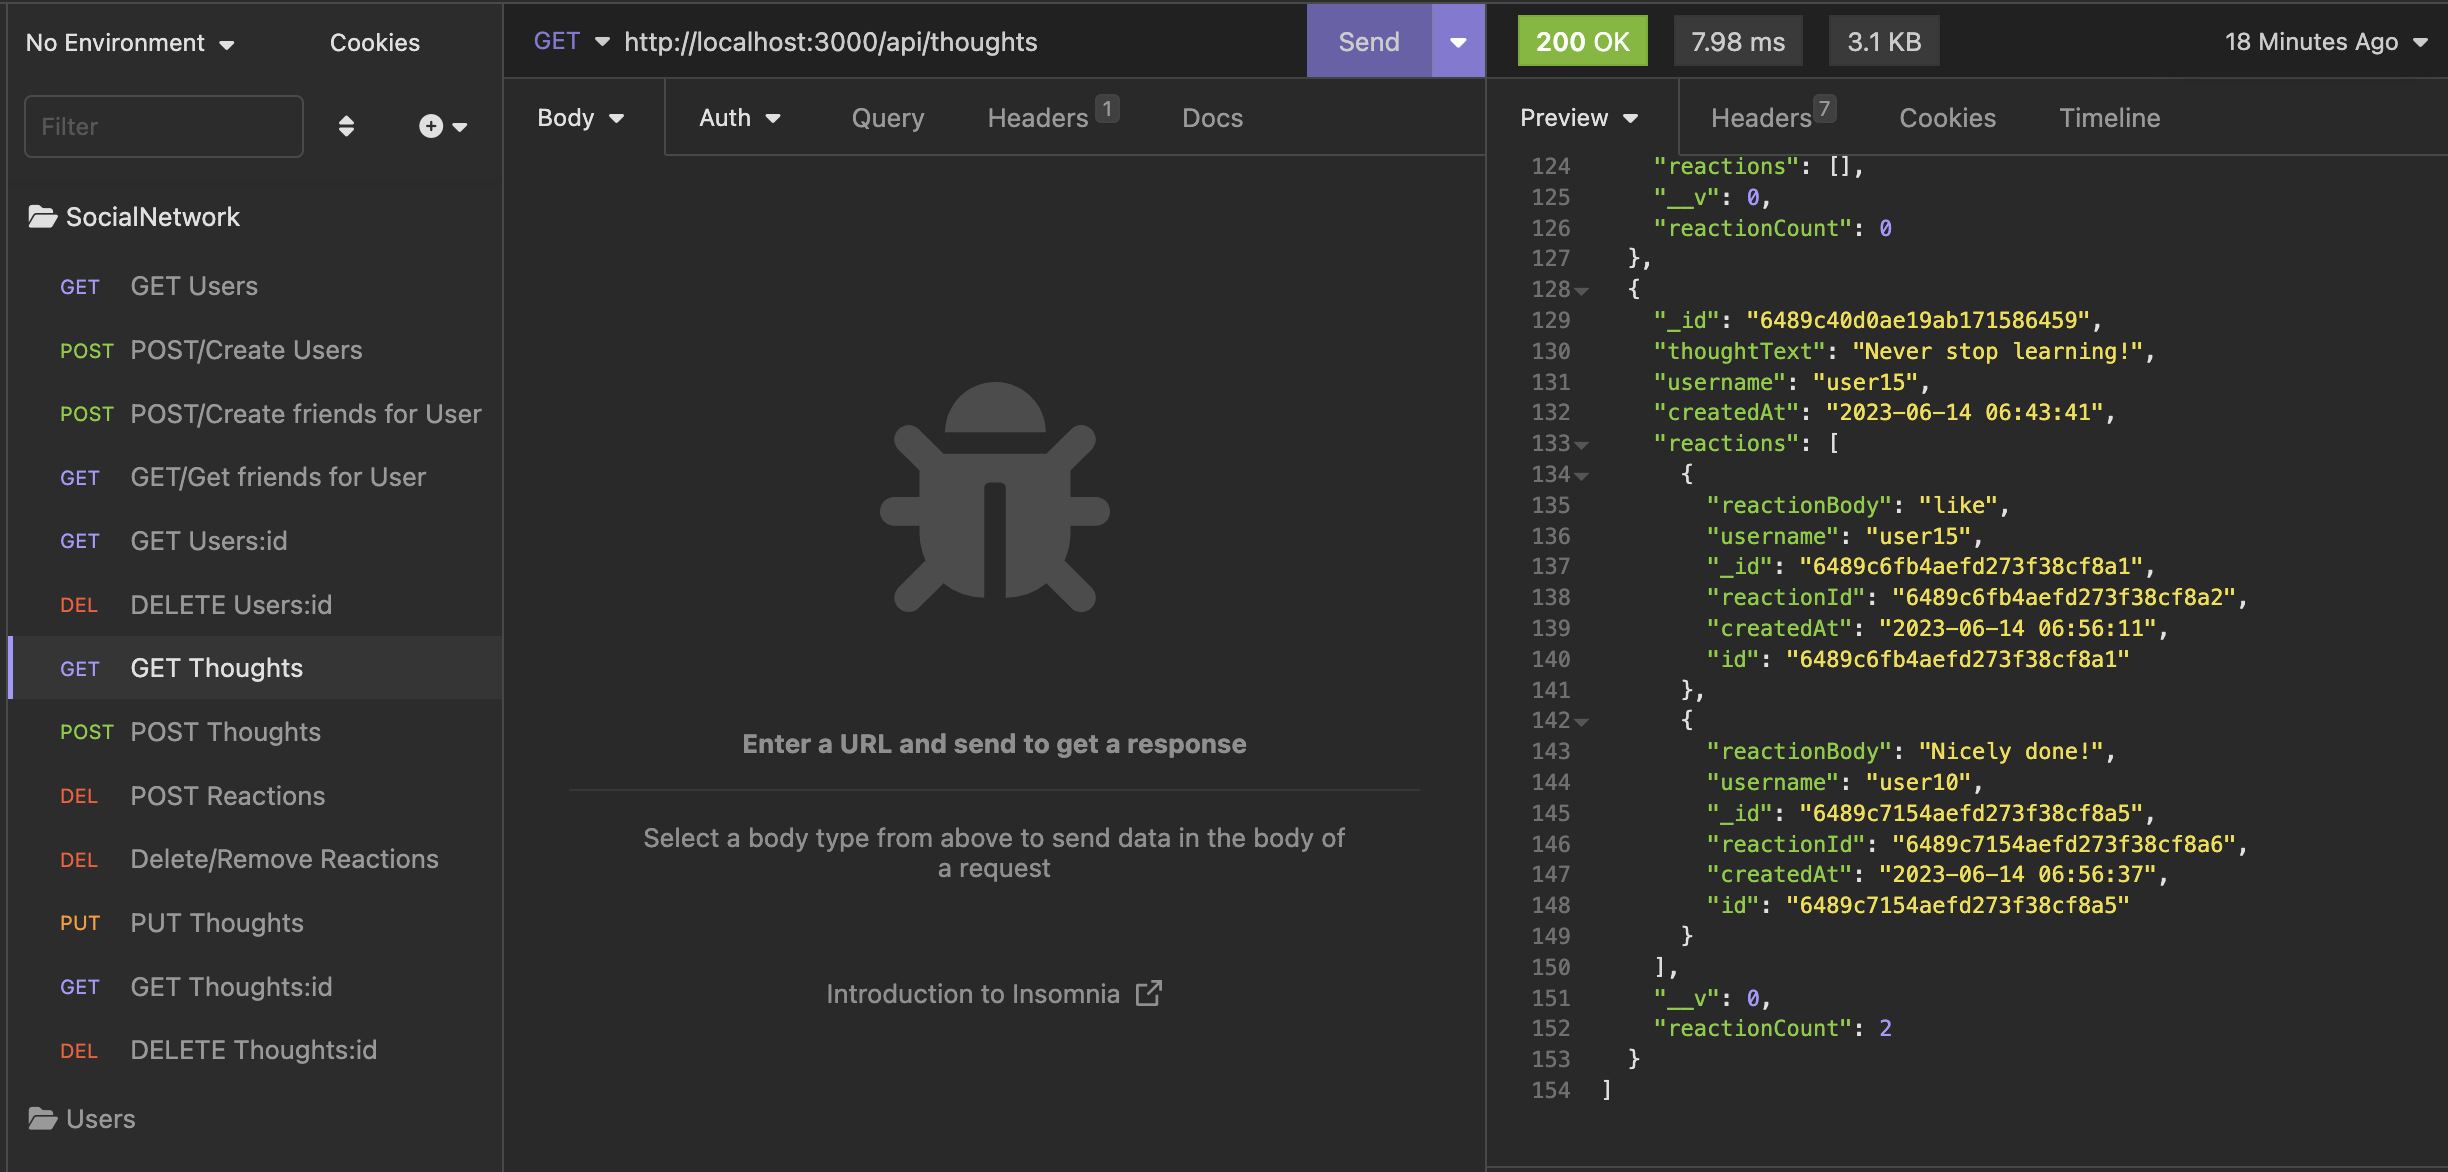 No Environment
Cookies
Filter
SocialNetwork
GET GET Users
POST POST/Create Users
POST POST/Create friends for User
GET GET/Get friends for User
GET GET Users:id
DEL DELETE Users:id
GET GET Thoughts
POST POST Thoughts
DEL POST Reactions
DEL Delete/Remove Reactions
PUT PUT Thoughts
GET GET Thoughts:id
DEL DELETE Thoughts:id
Users
GET http://localhost:3000/api/thoughts Send
Body Auth Query Headers 1 Docs
Enter a URL and send to get a response
Select a body type from above to send data in the body of
a request
Introduction to Insomnia
200 OK 7.98 ms 3.1 KB 18 Minutes Ago
Preview Headers 7 Cookies Timeline
124 "reactions": [],
125 "__v": 0,
126 "reactionCount": 0
127 },
128 {
129 "_id": "6489c40d0ae19ab171586459",
130 "thoughtText": "Never stop learning!",
131 "username": "user15",
132 "createdAt": "2023-06-14 06:43:41",
133 "reactions": [
134 {
135 "reactionBody": "like",
136 "username": "user15",
137 "_id": "6489c6fb4aefd273f38cf8a1",
138 "reactionId": "6489c6fb4aefd273f38cf8a2",
139 "createdAt": "2023-06-14 06:56:11",
140 "id": "6489c6fb4aefd273f38cf8a1"
141 },
142 {
143 "reactionBody": "Nicely done!",
144 "username": "user10",
145 "_id": "6489c7154aefd273f38cf8a5",
146 "reactionId": "6489c7154aefd273f38cf8a6",
147 "createdAt": "2023-06-14 06:56:37",
148 "id": "6489c7154aefd273f38cf8a5"
149 }
150 ],
151 "__v": 0,
152 "reactionCount": 2
153 }
154 ]